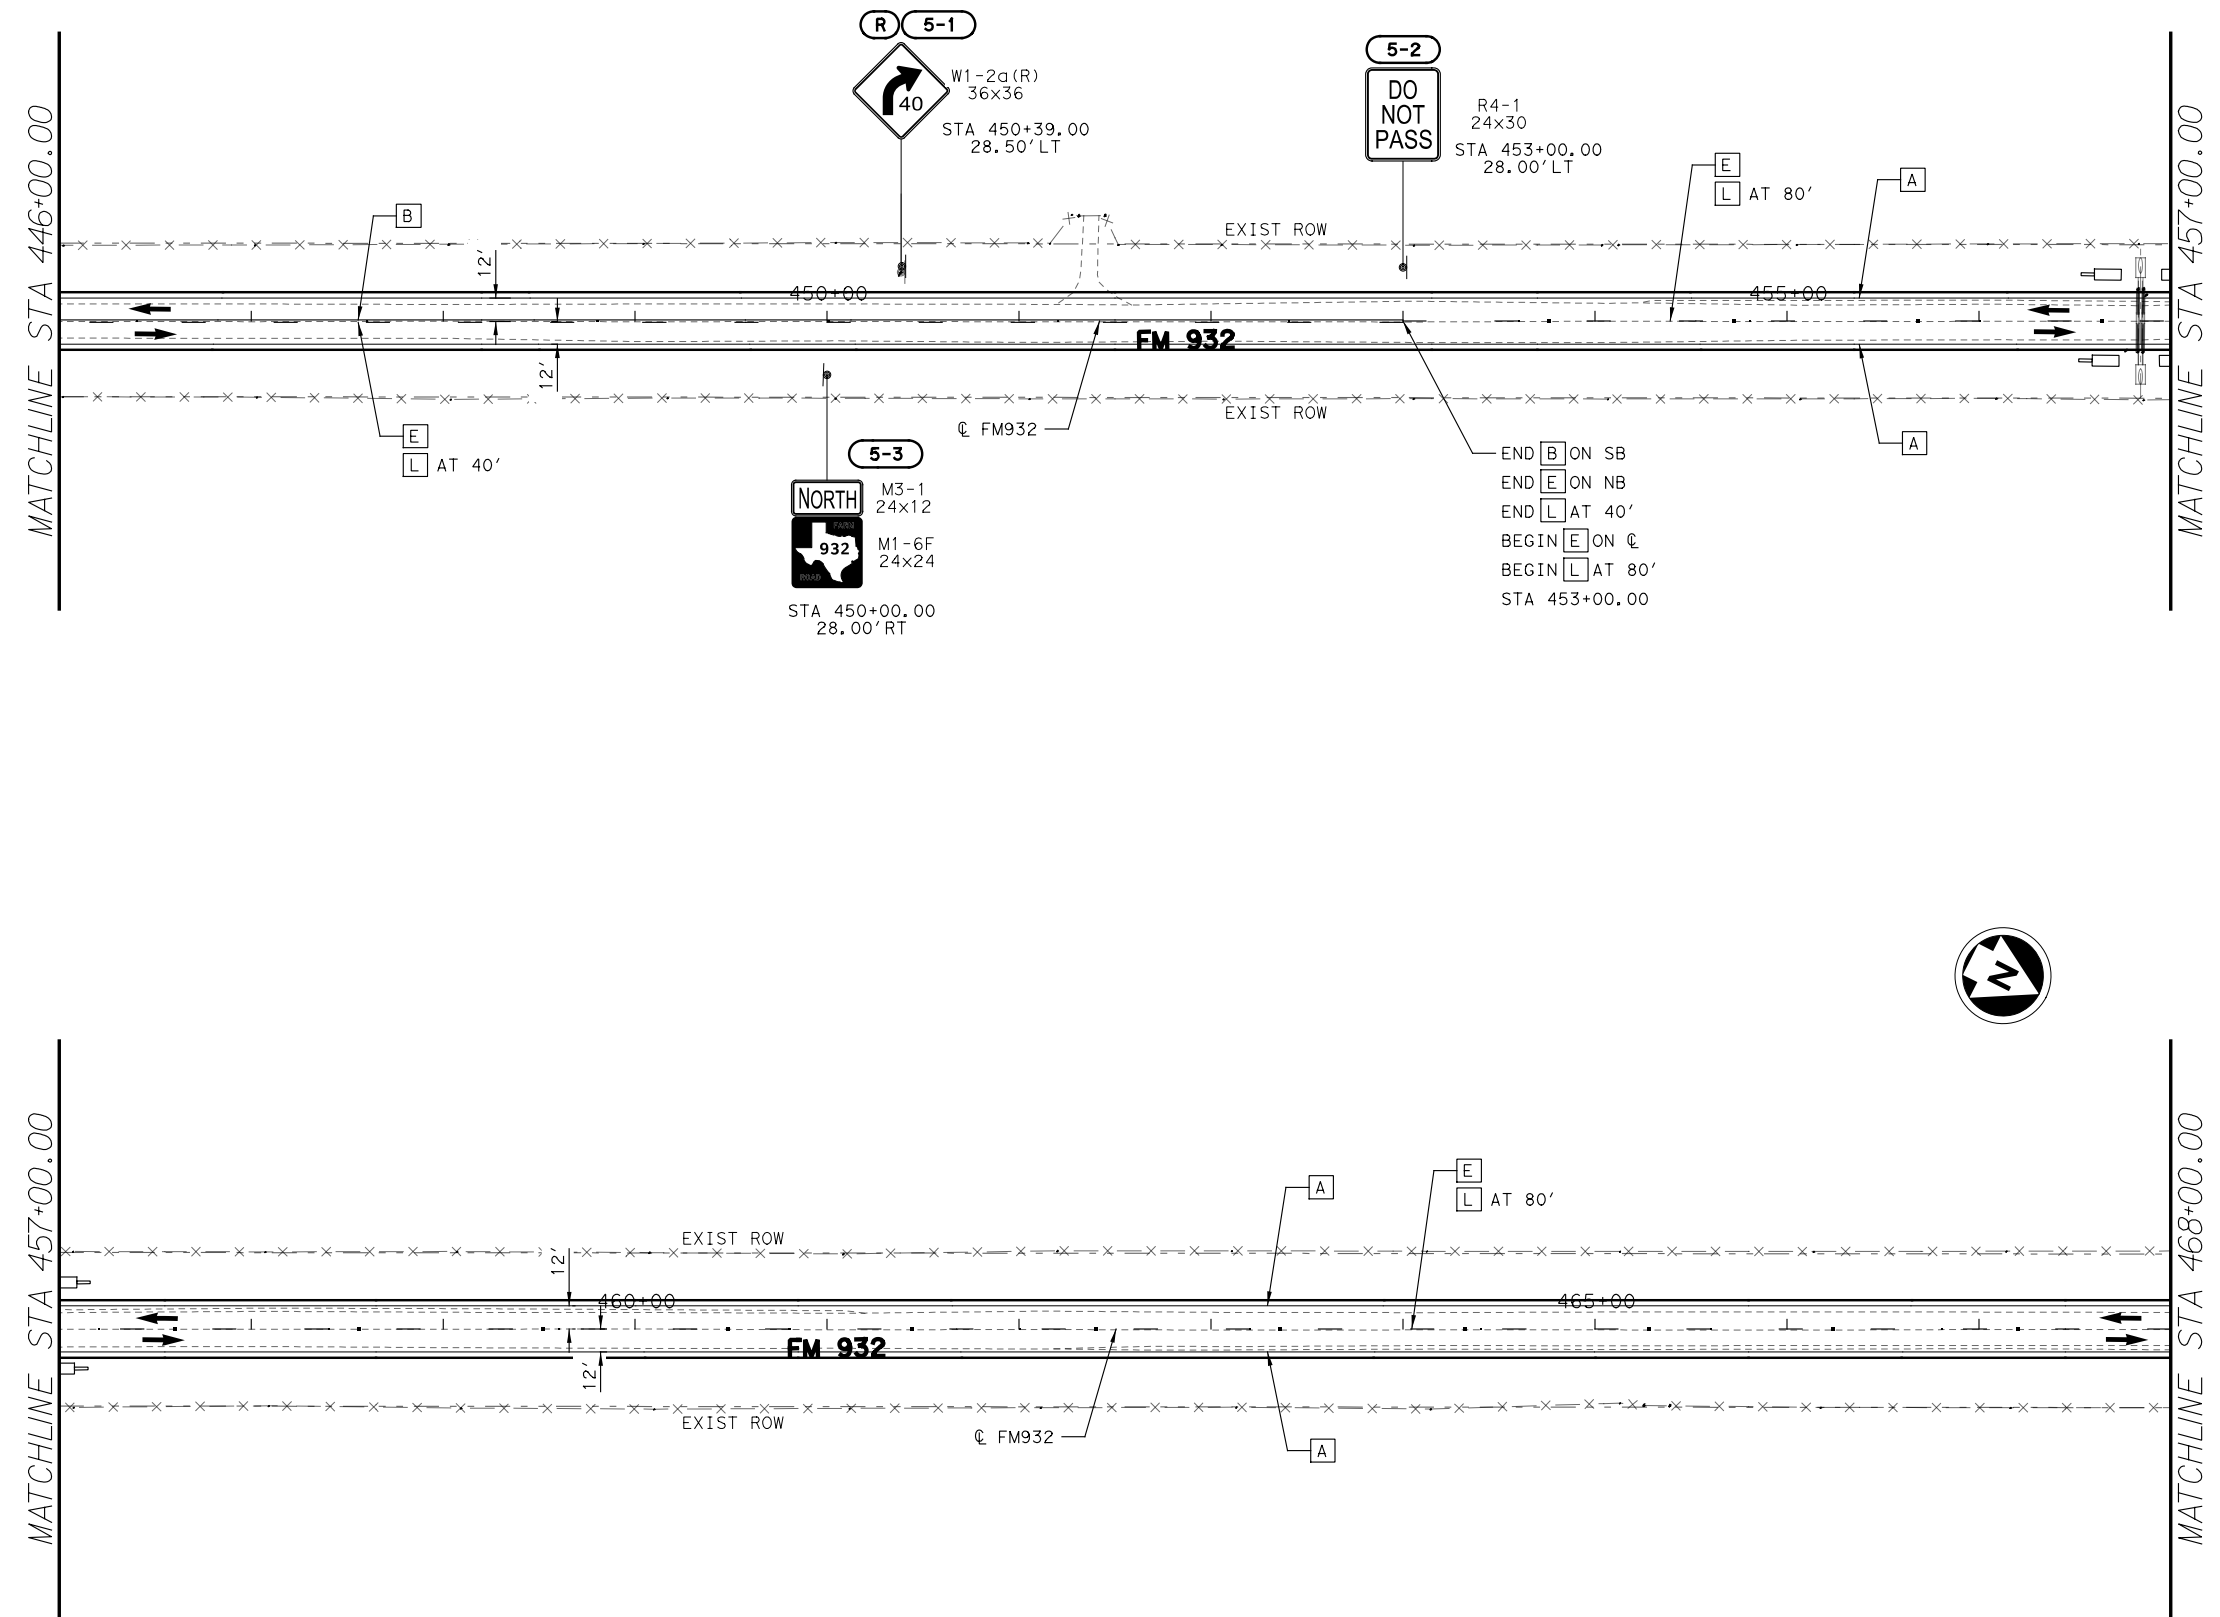 R 5-1
40
W1-2a(R)
36x36
STA 450+39.00
28.50'LT
5-2
DO
NOT
PASS
R4-1
24x30
STA 453+00.00
28.00'LT
MATCHLINE STA 446+00.00
MATCHLINE STA 457+00.00
E
L AT 80'
A
B
EXIST ROW
12'
450+00
455+00
FM 932
12'
EXIST ROW
℄ FM932
E
L AT 40'
A
5-3
NORTH
M3-1
24x12
FARM
932
ROAD
M1-6F
24x24
STA 450+00.00
28.00'RT
END B ON SB
END E ON NB
END L AT 40'
BEGIN E ON ℄
BEGIN L AT 80'
STA 453+00.00
N
MATCHLINE STA 457+00.00
MATCHLINE STA 468+00.00
E
L AT 80'
A
EXIST ROW
12'
460+00
465+00
FM 932
12'
EXIST ROW
℄ FM932
A